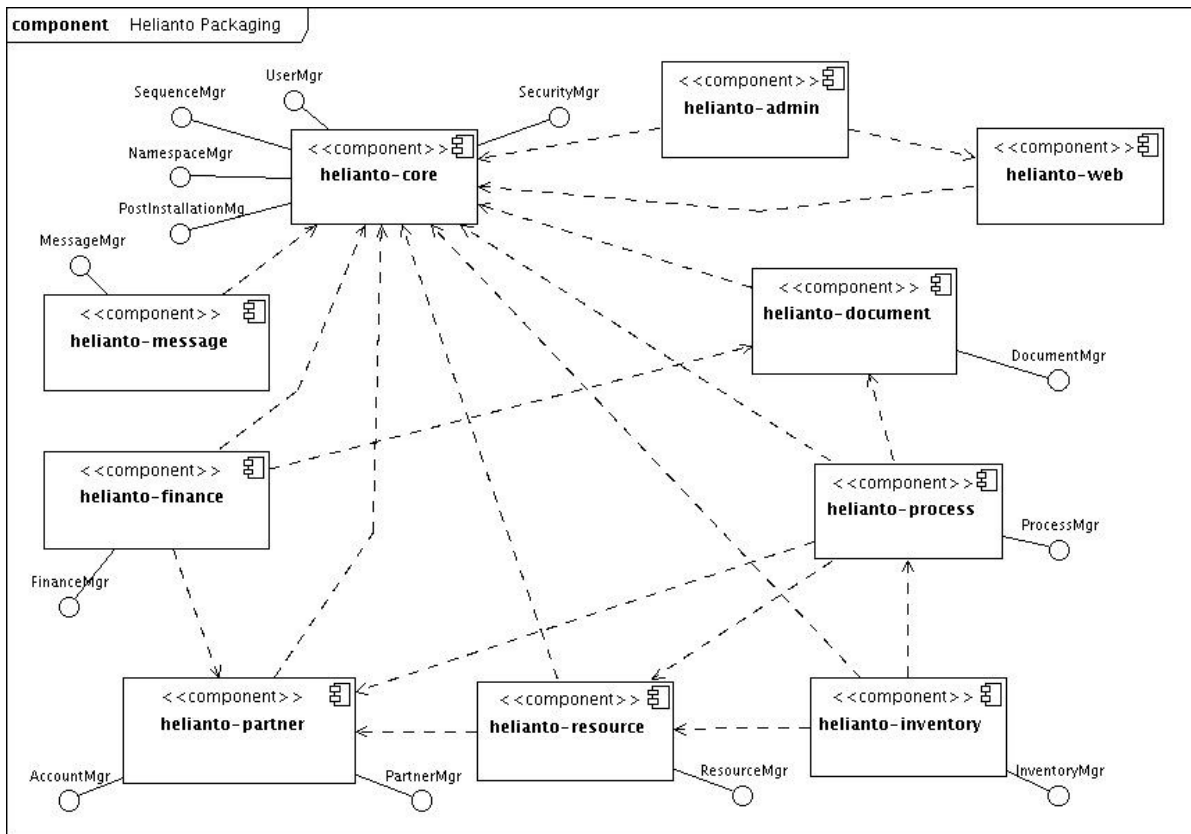 component Helianto Packaging
UserMgr
SequenceMgr
SecurityMgr
<<component>>
helianto-admin
NamespaceMgr
<<component>>
helianto-core
<<component>>
helianto-web
PostInstallationMg
MessageMgr
<<component>>
helianto-message
<<component>>
helianto-document
DocumentMgr
<<component>>
helianto-finance
<<component>>
helianto-process
ProcessMgr
FinanceMgr
<<component>>
helianto-partner
<<component>>
helianto-resource
<<component>>
helianto-inventory
AccountMgr
PartnerMgr
ResourceMgr
InventoryMgr